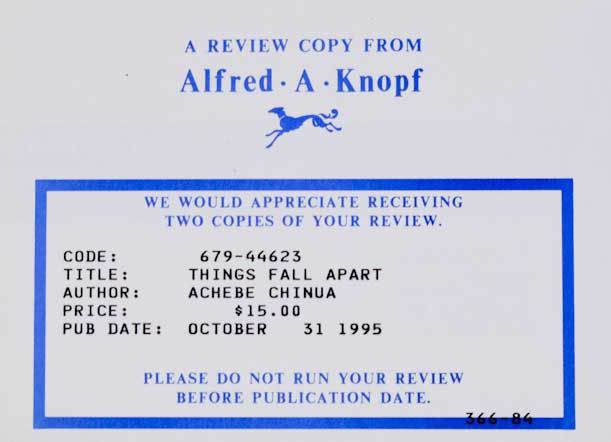 A REVIEW COPY FROM
Alfred · A · Knopf
WE WOULD APPRECIATE RECEIVING
TWO COPIES OF YOUR REVIEW.
CODE: 679-44623
TITLE: THINGS FALL APART
AUTHOR: ACHEBE CHINUA
PRICE: $15.00
PUB DATE: OCTOBER 31 1995
PLEASE DO NOT RUN YOUR REVIEW
BEFORE PUBLICATION DATE.
366-84